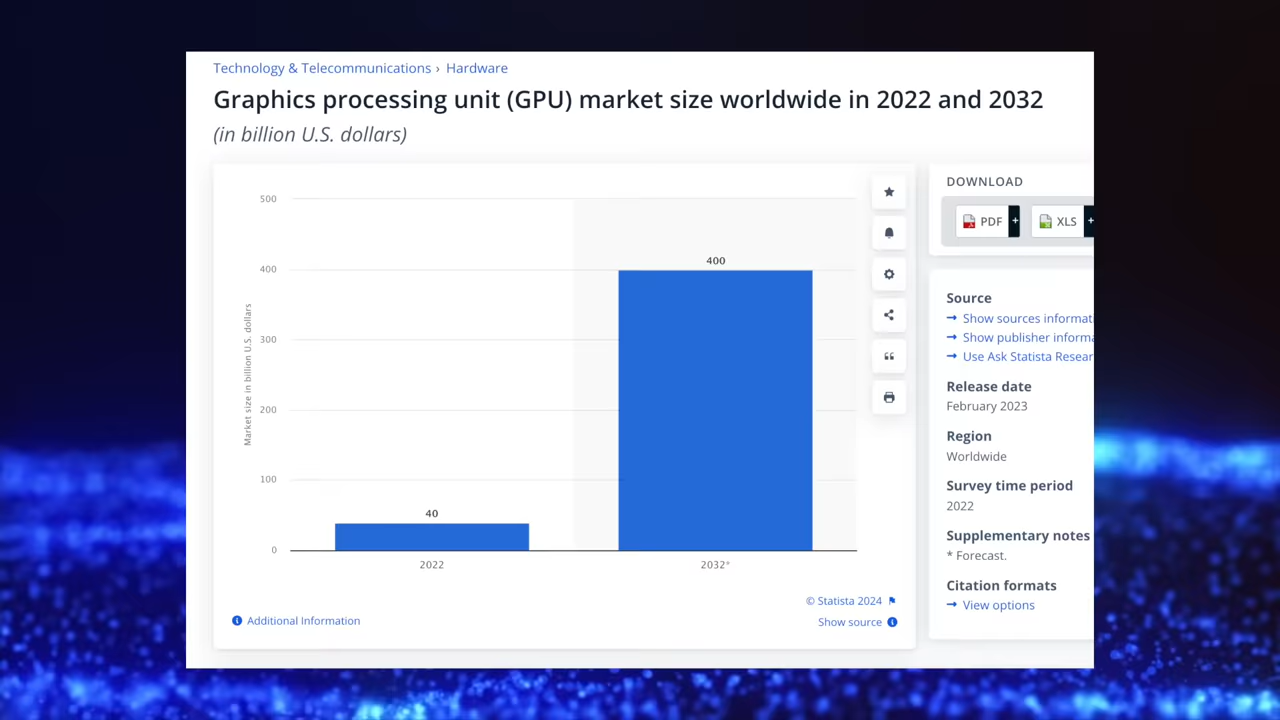 Technology & Telecommunications › Hardware
Graphics processing unit (GPU) market size worldwide in 2022 and 2032
(in billion U.S. dollars)
Market size in billion U.S. dollars
500
400
300
200
100
0
40
400
2022
2032*
© Statista 2024
Additional Information
Show source
DOWNLOAD
PDF +
XLS +
Source
→ Show sources informati
→ Show publisher informa
→ Use Ask Statista Resear
Release date
February 2023
Region
Worldwide
Survey time period
2022
Supplementary notes
* Forecast.
Citation formats
→ View options